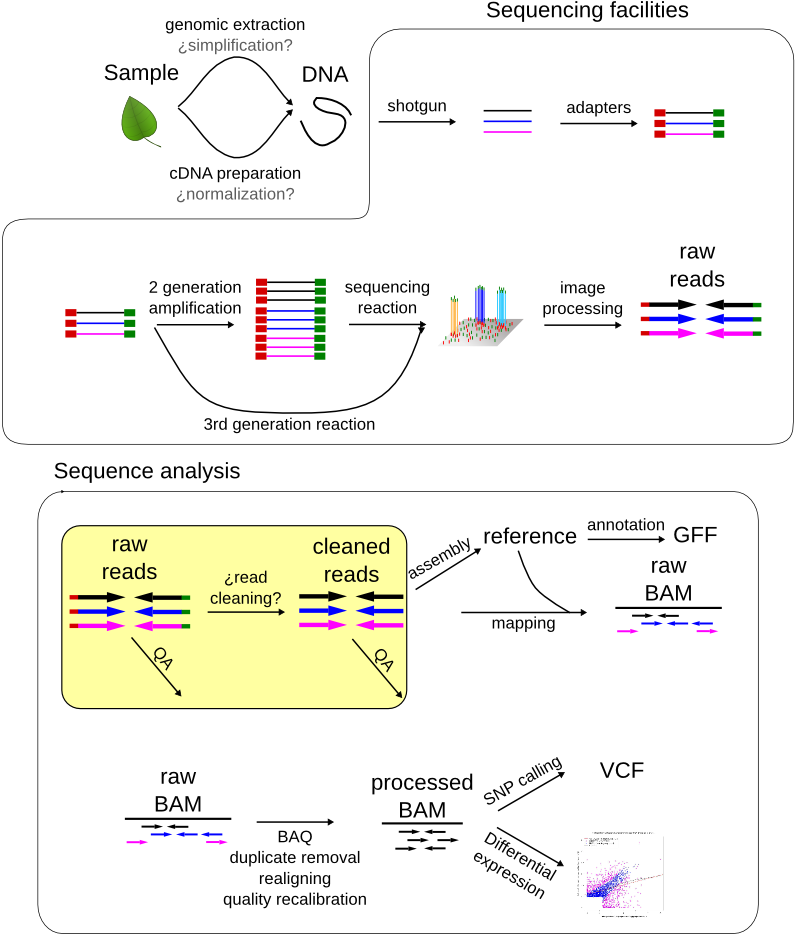 Sequencing facilities
genomic extraction
¿simplification?
Sample
DNA
cDNA preparation
¿normalization?
shotgun
adapters
2 generation
amplification
sequencing
reaction
image
processing
raw
reads
3rd generation reaction
Sequence analysis
raw
reads
¿read
cleaning?
cleaned
reads
QA
QA
assembly
reference
annotation
GFF
mapping
raw
BAM
raw
BAM
BAQ
duplicate removal
realigning
quality recalibration
processed
BAM
SNP calling
VCF
Differential
expression